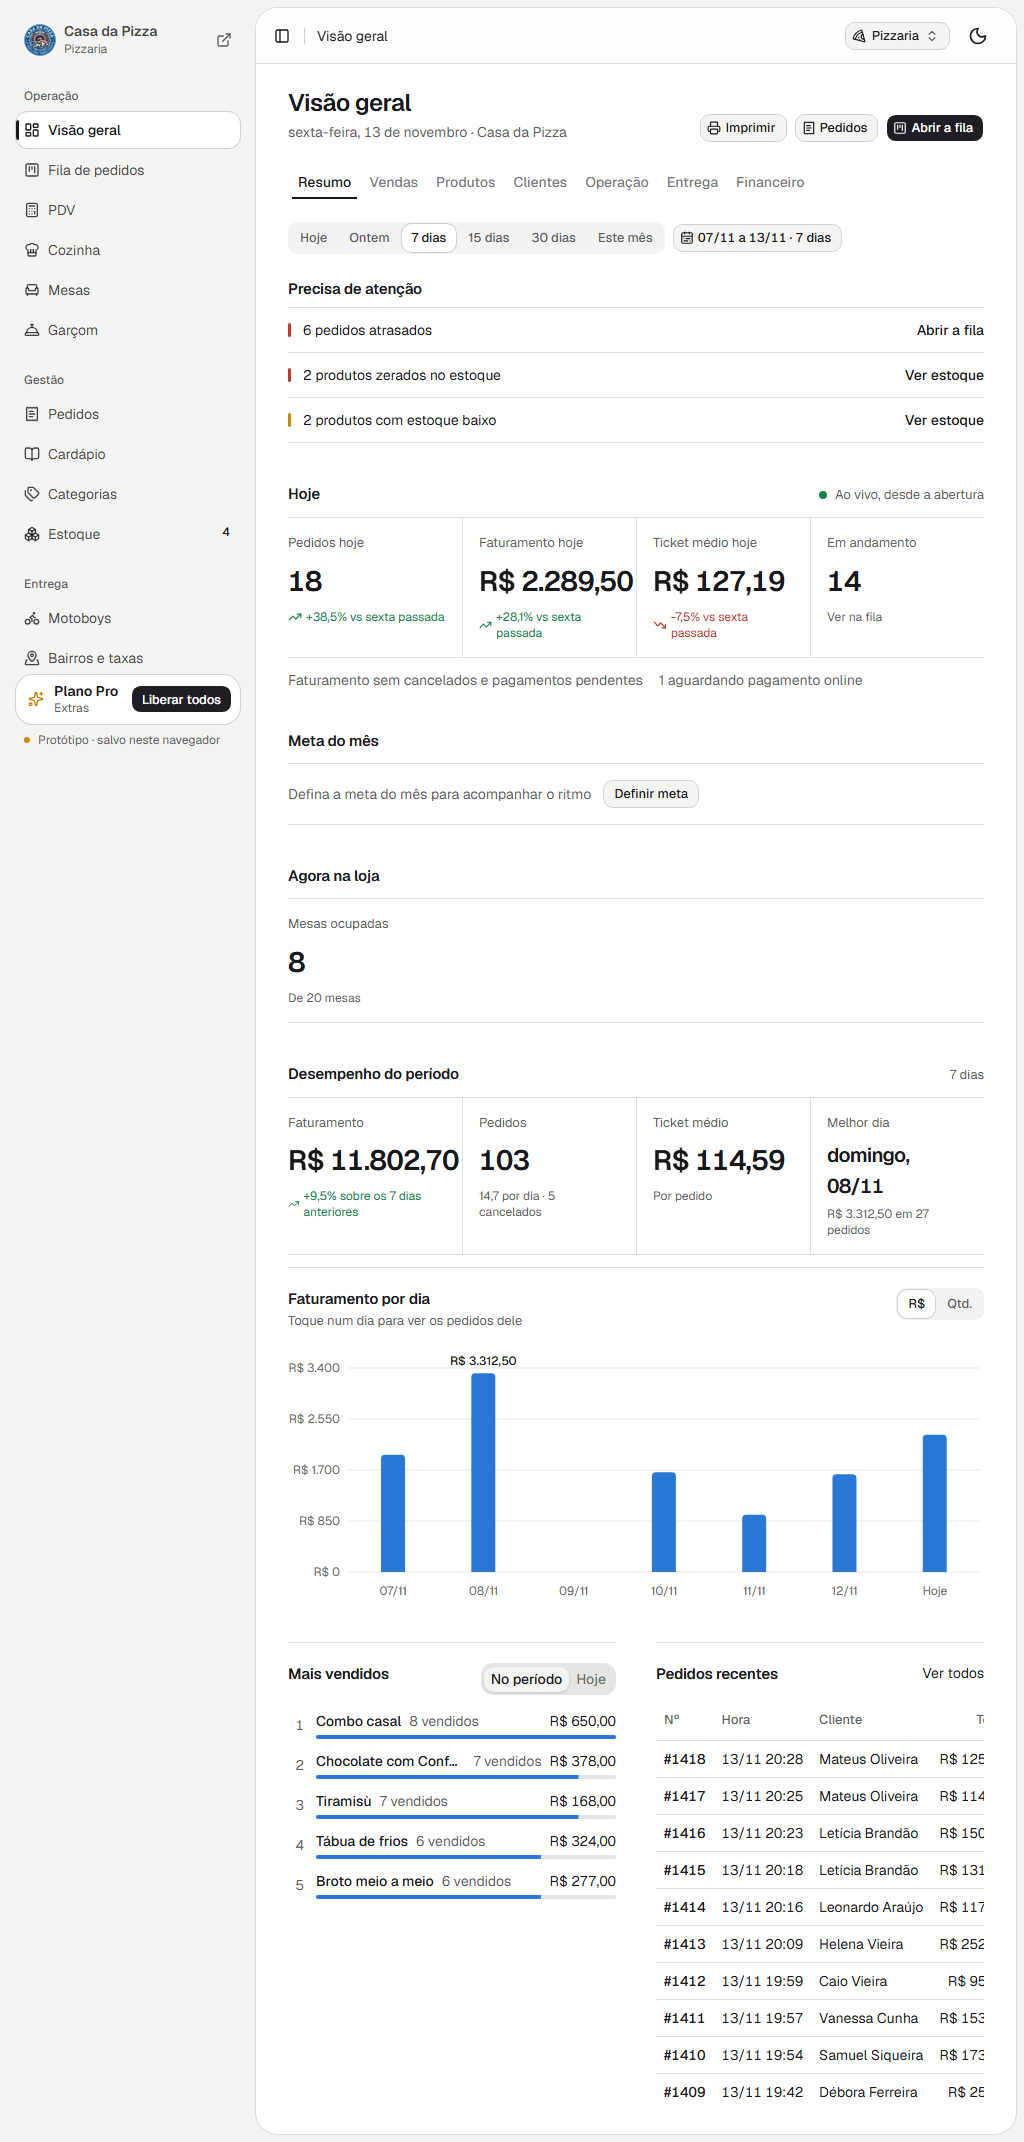 Casa da Pizza
Pizzaria
Operação
Visão geral
Fila de pedidos
PDV
Cozinha
Mesas
Garçom
Gestão
Pedidos
Cardápio
Categorias
Estoque 4
Entrega
Motoboys
Bairros e taxas
Plano Pro
Extras
Liberar todos
Protótipo · salvo neste navegador
Visão geral
Pizzaria
Visão geral
sexta-feira, 13 de novembro · Casa da Pizza
Imprimir Pedidos Abrir a fila
Resumo Vendas Produtos Clientes Operação Entrega Financeiro
Hoje Ontem 7 dias 15 dias 30 dias Este mês 07/11 a 13/11 · 7 dias
Precisa de atenção
6 pedidos atrasados Abrir a fila
2 produtos zerados no estoque Ver estoque
2 produtos com estoque baixo Ver estoque
Hoje Ao vivo, desde a abertura
Pedidos hoje
18
+38,5% vs sexta passada
Faturamento hoje
R$ 2.289,50
+28,1% vs sexta
passada
Ticket médio hoje
R$ 127,19
-7,5% vs sexta
passada
Em andamento
14
Ver na fila
Faturamento sem cancelados e pagamentos pendentes 1 aguardando pagamento online
Meta do mês
Defina a meta do mês para acompanhar o ritmo Definir meta
Agora na loja
Mesas ocupadas
8
De 20 mesas
Desempenho do período 7 dias
Faturamento
R$ 11.802,70
+9,5% sobre os 7 dias
anteriores
Pedidos
103
14,7 por dia · 5
cancelados
Ticket médio
R$ 114,59
Por pedido
Melhor dia
domingo,
08/11
R$ 3.312,50 em 27
pedidos
Faturamento por dia
Toque num dia para ver os pedidos dele
R$ Qtd.
R$ 3.312,50
R$ 3.400
R$ 2.550
R$ 1.700
R$ 850
R$ 0
07/11 08/11 09/11 10/11 11/11 12/11 Hoje
Mais vendidos No período Hoje
1 Combo casal 8 vendidos R$ 650,00
2 Chocolate com Conf... 7 vendidos R$ 378,00
3 Tiramisù 7 vendidos R$ 168,00
4 Tábua de frios 6 vendidos R$ 324,00
5 Broto meio a meio 6 vendidos R$ 277,00
Pedidos recentes Ver todos
Nº Hora Cliente
#1418 13/11 20:28 Mateus Oliveira R$ 125
#1417 13/11 20:25 Mateus Oliveira R$ 114
#1416 13/11 20:23 Letícia Brandão R$ 150
#1415 13/11 20:18 Letícia Brandão R$ 131
#1414 13/11 20:16 Leonardo Araújo R$ 117
#1413 13/11 20:09 Helena Vieira R$ 252
#1412 13/11 19:59 Caio Vieira R$ 95
#1411 13/11 19:57 Vanessa Cunha R$ 153
#1410 13/11 19:54 Samuel Siqueira R$ 173
#1409 13/11 19:42 Débora Ferreira R$ 25